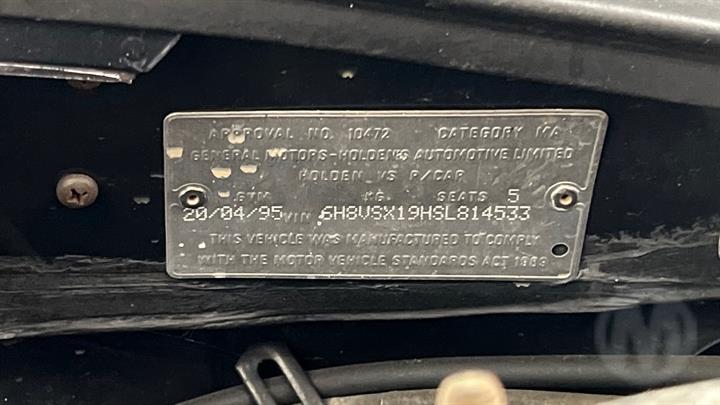 APPROVAL NO. 10472 CATEGORY MA
GENERAL MOTORS-HOLDEN'S AUTOMOTIVE LIMITED
HOLDEN VS P/CAR
GTM KG. SEATS 5
20/04/95 VIN 6H8VSX19HSL814533
THIS VEHICLE WAS MANUFACTURED TO COMPLY
WITH THE MOTOR VEHICLE STANDARDS ACT 1989
M